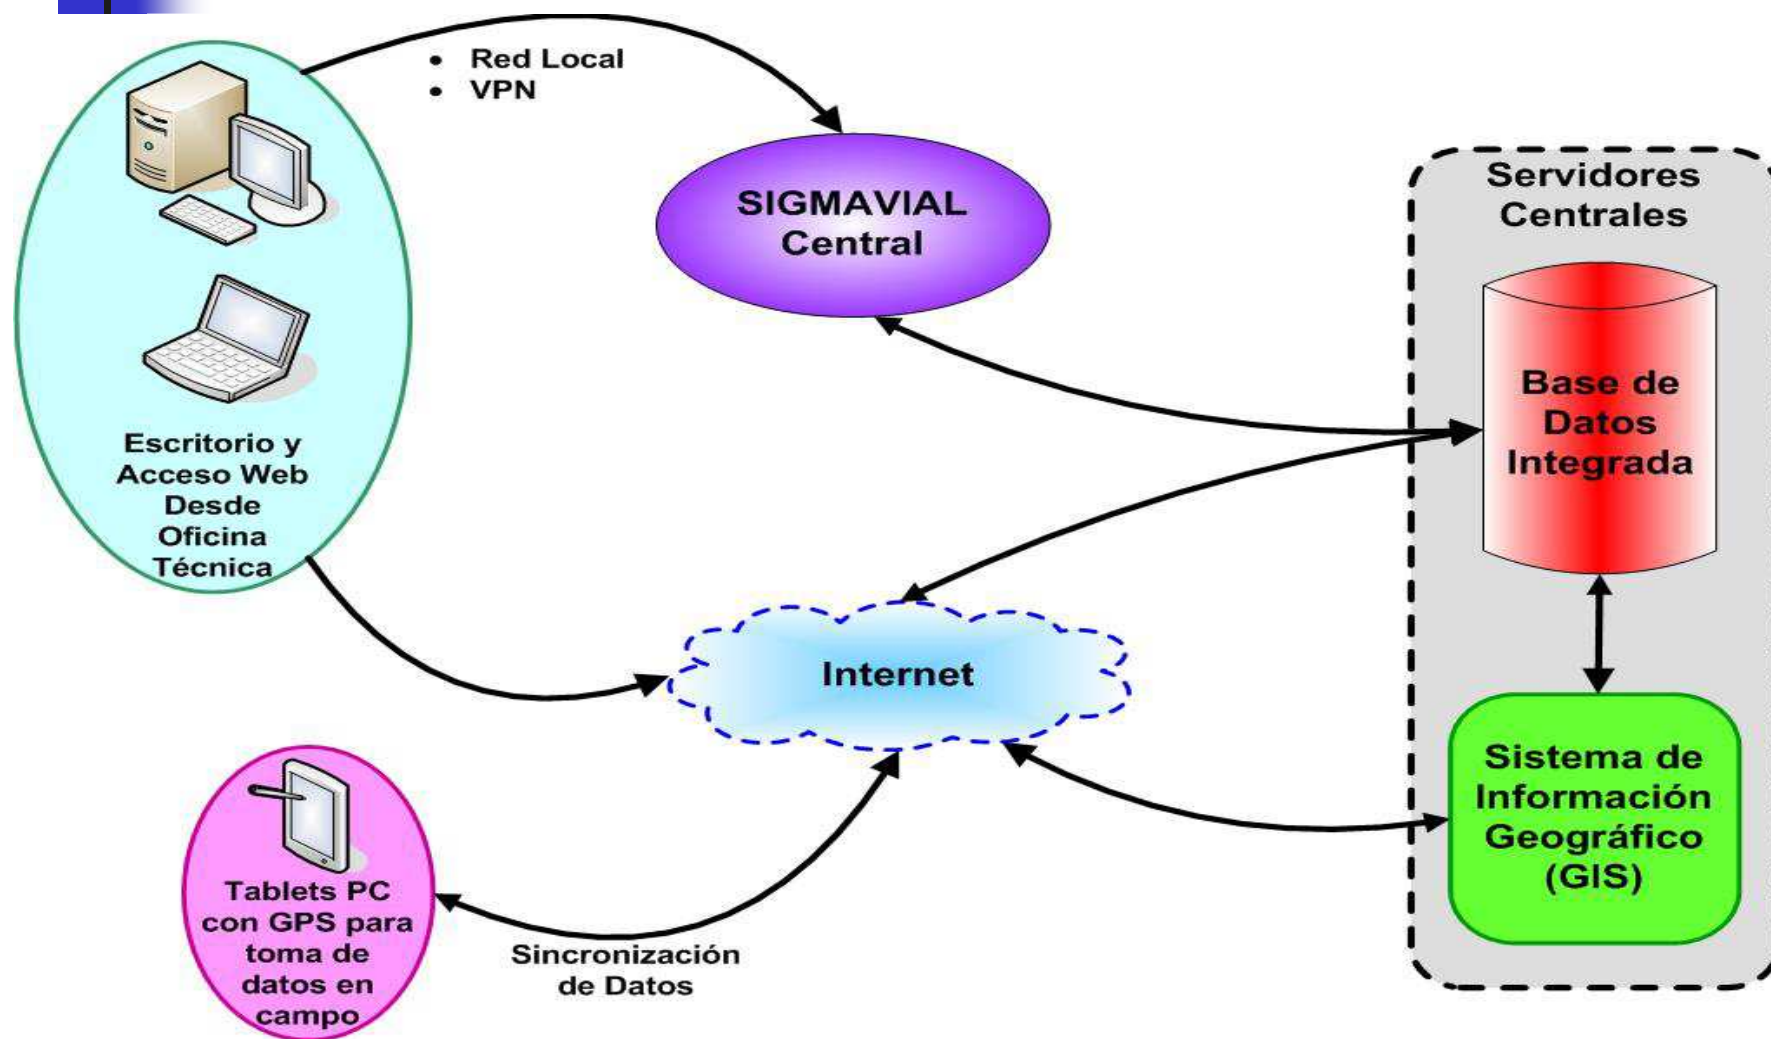 • Red Local
• VPN
SIGMAVIAL
Central
Servidores
Centrales
Base de
Datos
Integrada
Escritorio y
Acceso Web
Desde
Oficina
Técnica
Internet
Sistema de
Información
Geográfico
(GIS)
Tablets PC
con GPS para
toma de
datos en
campo
Sincronización
de Datos